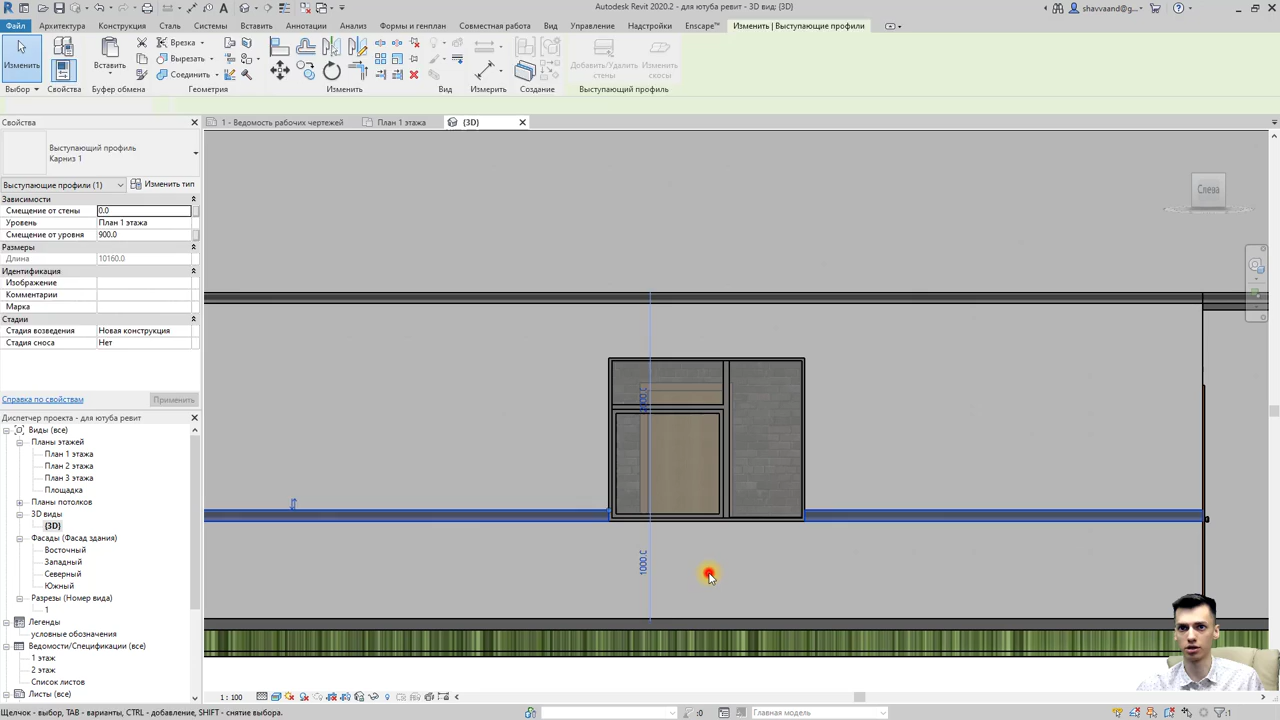 Autodesk Revit 2020.2 - для ютуба ревит - 3D вид: {3D}
shavvaand@g...
Файл Архитектура Конструкция Сталь Системы Вставить Аннотации Анализ Формы и генплан Совместная работа Вид Управление Надстройки Enscape™ Изменить | Выступающие профили
Врезка
Вырезать
Соединить
Изменить
Вставить
Добавить/Удалить стены
Изменить скосы
Выбор Свойства Буфер обмена Геометрия Изменить Вид Измерить Создание Выступающий профиль
Свойства
1 - Ведомость рабочих чертежей План 1 этажа {3D}
Выступающий профиль
Карниз 1
Выступающие профили (1) Изменить тип
Зависимости
Смещение от стены 0.0
Уровень План 1 этажа
Смещение от уровня 900.0
Размеры
Длина 10160.0
Идентификация
Изображение
Комментарии
Марка
Стадии
Стадия возведения Новая конструкция
Стадия сноса Нет
Справка по свойствам Применить
Диспетчер проекта - для ютуба ревит
Виды (все)
Планы этажей
План 1 этажа
План 2 этажа
План 3 этажа
Площадка
Планы потолков
3D виды
{3D}
Фасады (Фасад здания)
Восточный
Западный
Северный
Южный
Разрезы (Номер вида)
1
Легенды
условные обозначения
Ведомости/Спецификации (все)
1 этаж
2 этаж
Список листов
Листы (все)
Слева
1000.0
1 : 100
Щелчок - выбор, TAB - варианты, CTRL - добавление, SHIFT - снятие выбора.
:0
Главная модель
:1